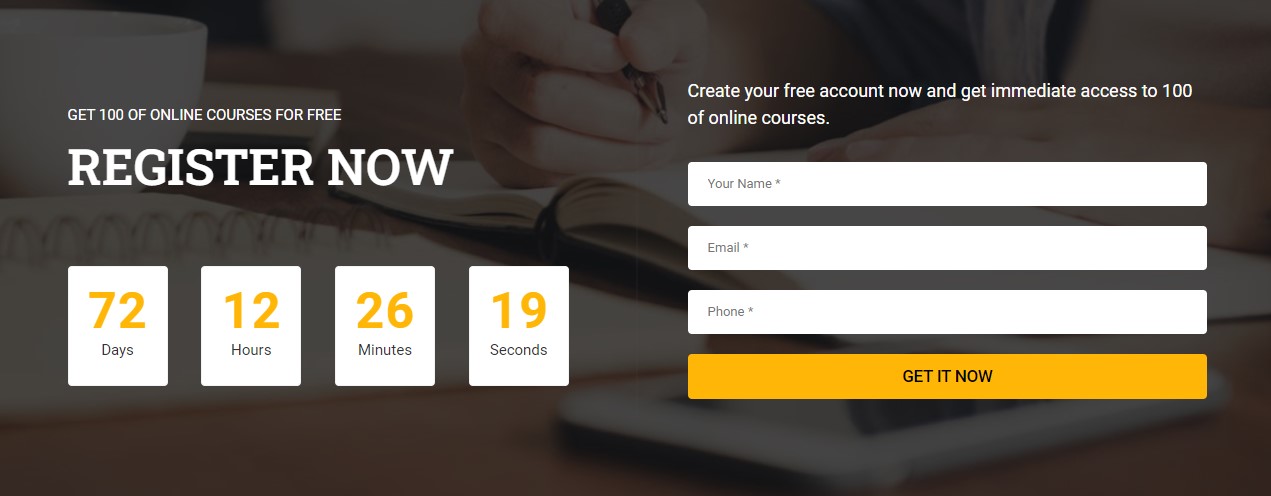 GET 100 OF ONLINE COURSES FOR FREE
REGISTER NOW
72
Days
12
Hours
26
Minutes
19
Seconds
Create your free account now and get immediate access to 100
of online courses.
Your Name *
Email *
Phone *
GET IT NOW